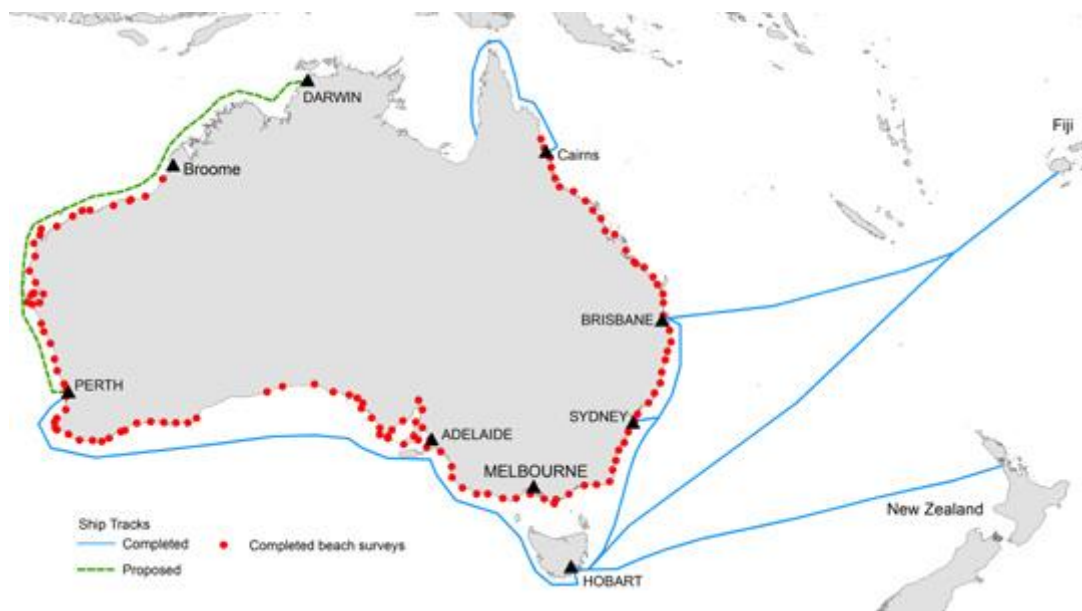 DARWIN
Fiji
Cairns
Broome
BRISBANE
PERTH
SYDNEY
ADELAIDE
MELBOURNE
New Zealand
Ship Tracks
Completed
Completed beach surveys
Proposed
HOBART